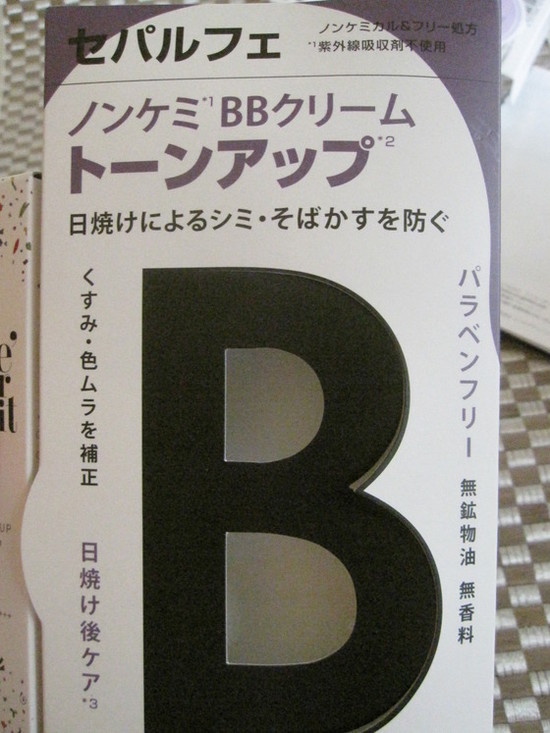 セパルフェ
ノンケミカル&フリー処方
*1紫外線吸収剤不使用
ノンケミ*1 BBクリーム
トーンアップ*2
日焼けによるシミ・そばかすを防ぐ
くすみ・色ムラを補正
日焼け後ケア*3
B
パラベンフリー
無鉱物油 無香料
it
UP